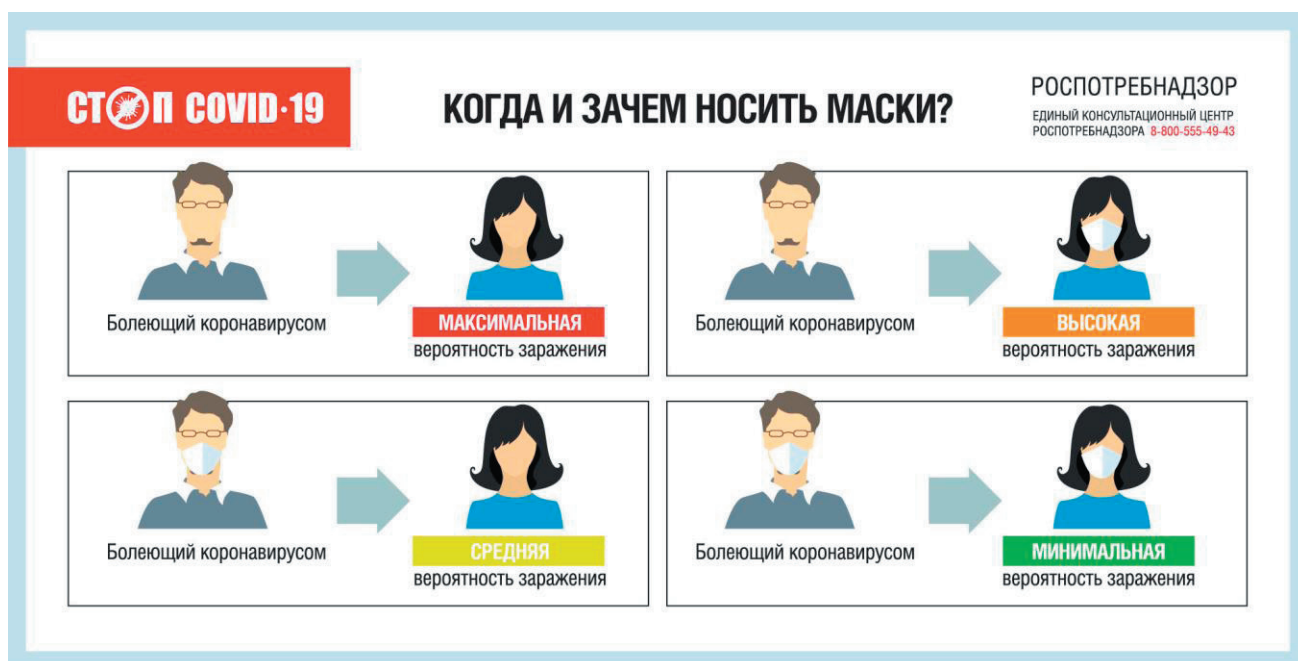 СТОП COVID·19
КОГДА И ЗАЧЕМ НОСИТЬ МАСКИ?
РОСПОТРЕБНАДЗОР
ЕДИНЫЙ КОНСУЛЬТАЦИОННЫЙ ЦЕНТР
РОСПОТРЕБНАДЗОРА 8-800-555-49-43
Болеющий коронавирусом
МАКСИМАЛЬНАЯ
вероятность заражения
Болеющий коронавирусом
ВЫСОКАЯ
вероятность заражения
Болеющий коронавирусом
СРЕДНЯЯ
вероятность заражения
Болеющий коронавирусом
МИНИМАЛЬНАЯ
вероятность заражения